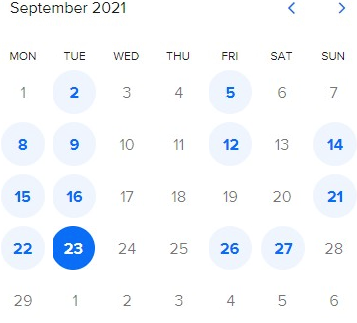 September 2021
MON TUE WED THU FRI SAT SUN
1 2 3 4 5 6 7
8 9 10 11 12 13 14
15 16 17 18 19 20 21
22 23 24 25 26 27 28
29 1 2 3 4 5 6